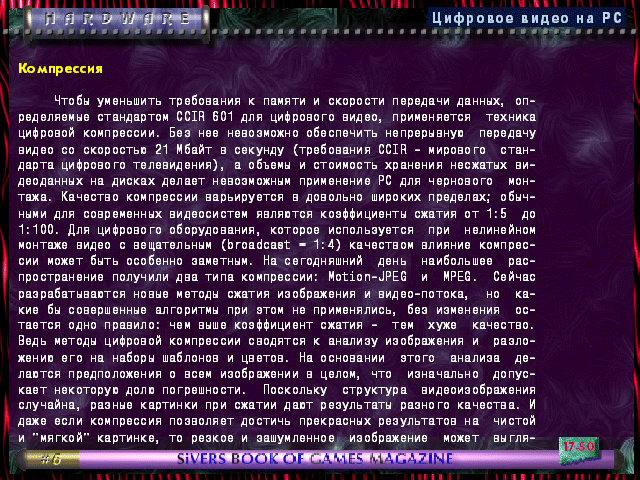 HARDWARE
Цифровое видео на PC
Компрессия
Чтобы уменьшить требования к памяти и скорости передачи данных, оп-
ределяемые стандартом CCIR 601 для цифрового видео, применяется техника
цифровой компрессии. Без нее невозможно обеспечить непрерывную передачу
видео со скоростью 21 Мбайт в секунду (требования CCIR - мирового стан-
дарта цифрового телевидения), а объемы и стоимость хранения несжатых ви-
деоданных на дисках делает невозможным применение PC для чернового мон-
тажа. Качество компрессии варьируется в довольно широких пределах; обыч-
ными для современных видеосистем являются коэффициенты сжатия от 1:5 до
1:100. Для цифрового оборудования, которое используется при нелинейном
монтаже видео с вещательным (broadcast = 1:4) качеством влияние компрес-
сии может быть особенно заметным. На сегодняшний день наибольшее рас-
пространение получили два типа компрессии: Motion-JPEG и MPEG. Сейчас
разрабатываются новые методы сжатия изображения и видео-потока, но ка-
кие бы совершенные алгоритмы при этом не применялись, без изменения ос-
тается одно правило: чем выше коэффициент сжатия - тем хуже качество.
Ведь методы цифровой компрессии сводятся к анализу изображения и разло-
жению его на наборы шаблонов и цветов. На основании этого анализа де-
лаются предположения о всем изображении в целом, что изначально допус-
кает некоторую долю погрешности. Поскольку структура видеоизображения
случайна, разные картинки при сжатии дают результаты разного качества. И
даже если компрессия позволяет достичь прекрасных результатов на чистой
и "мягкой" картинке, то резкое и зашумленное изображение может выгля-
17-50
#6
SiVERS BOOK OF GAMES MAGAZINE